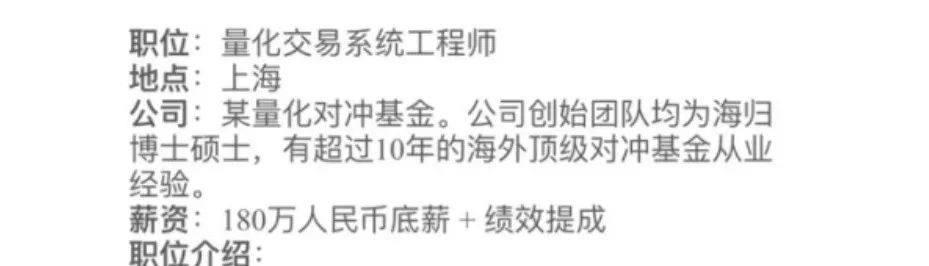 职位：量化交易系统工程师
地点：上海
公司：某量化对冲基金。公司创始团队均为海归
博士硕士，有超过10年的海外顶级对冲基金从业
经验。
薪资：180万人民币底薪 + 绩效提成
职位介绍：